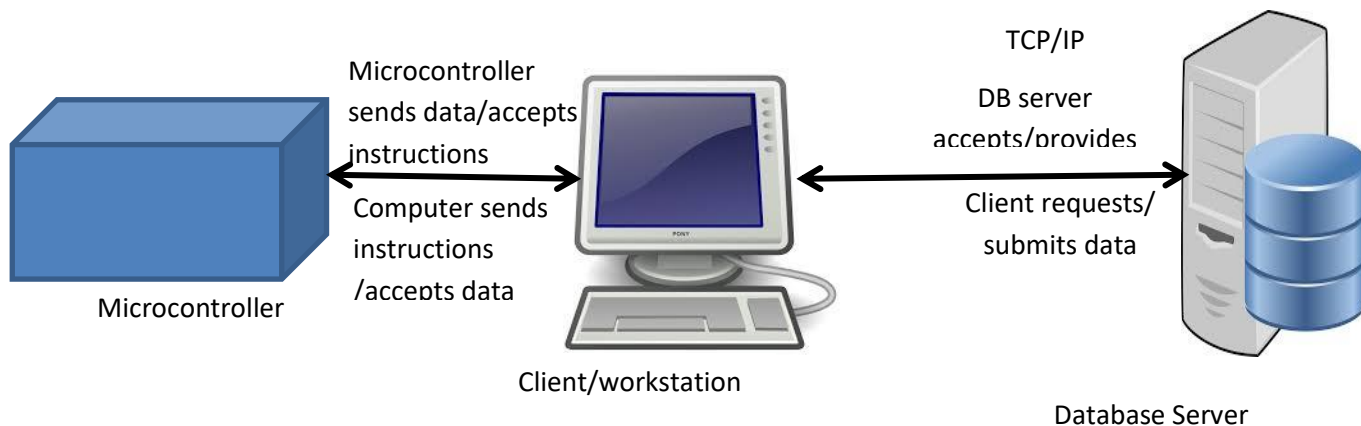 Microcontroller
sends data/accepts
instructions
Computer sends
instructions
/accepts data
Microcontroller
PONY
Client/workstation
TCP/IP
DB server
accepts/provides
Client requests/
submits data
Database Server